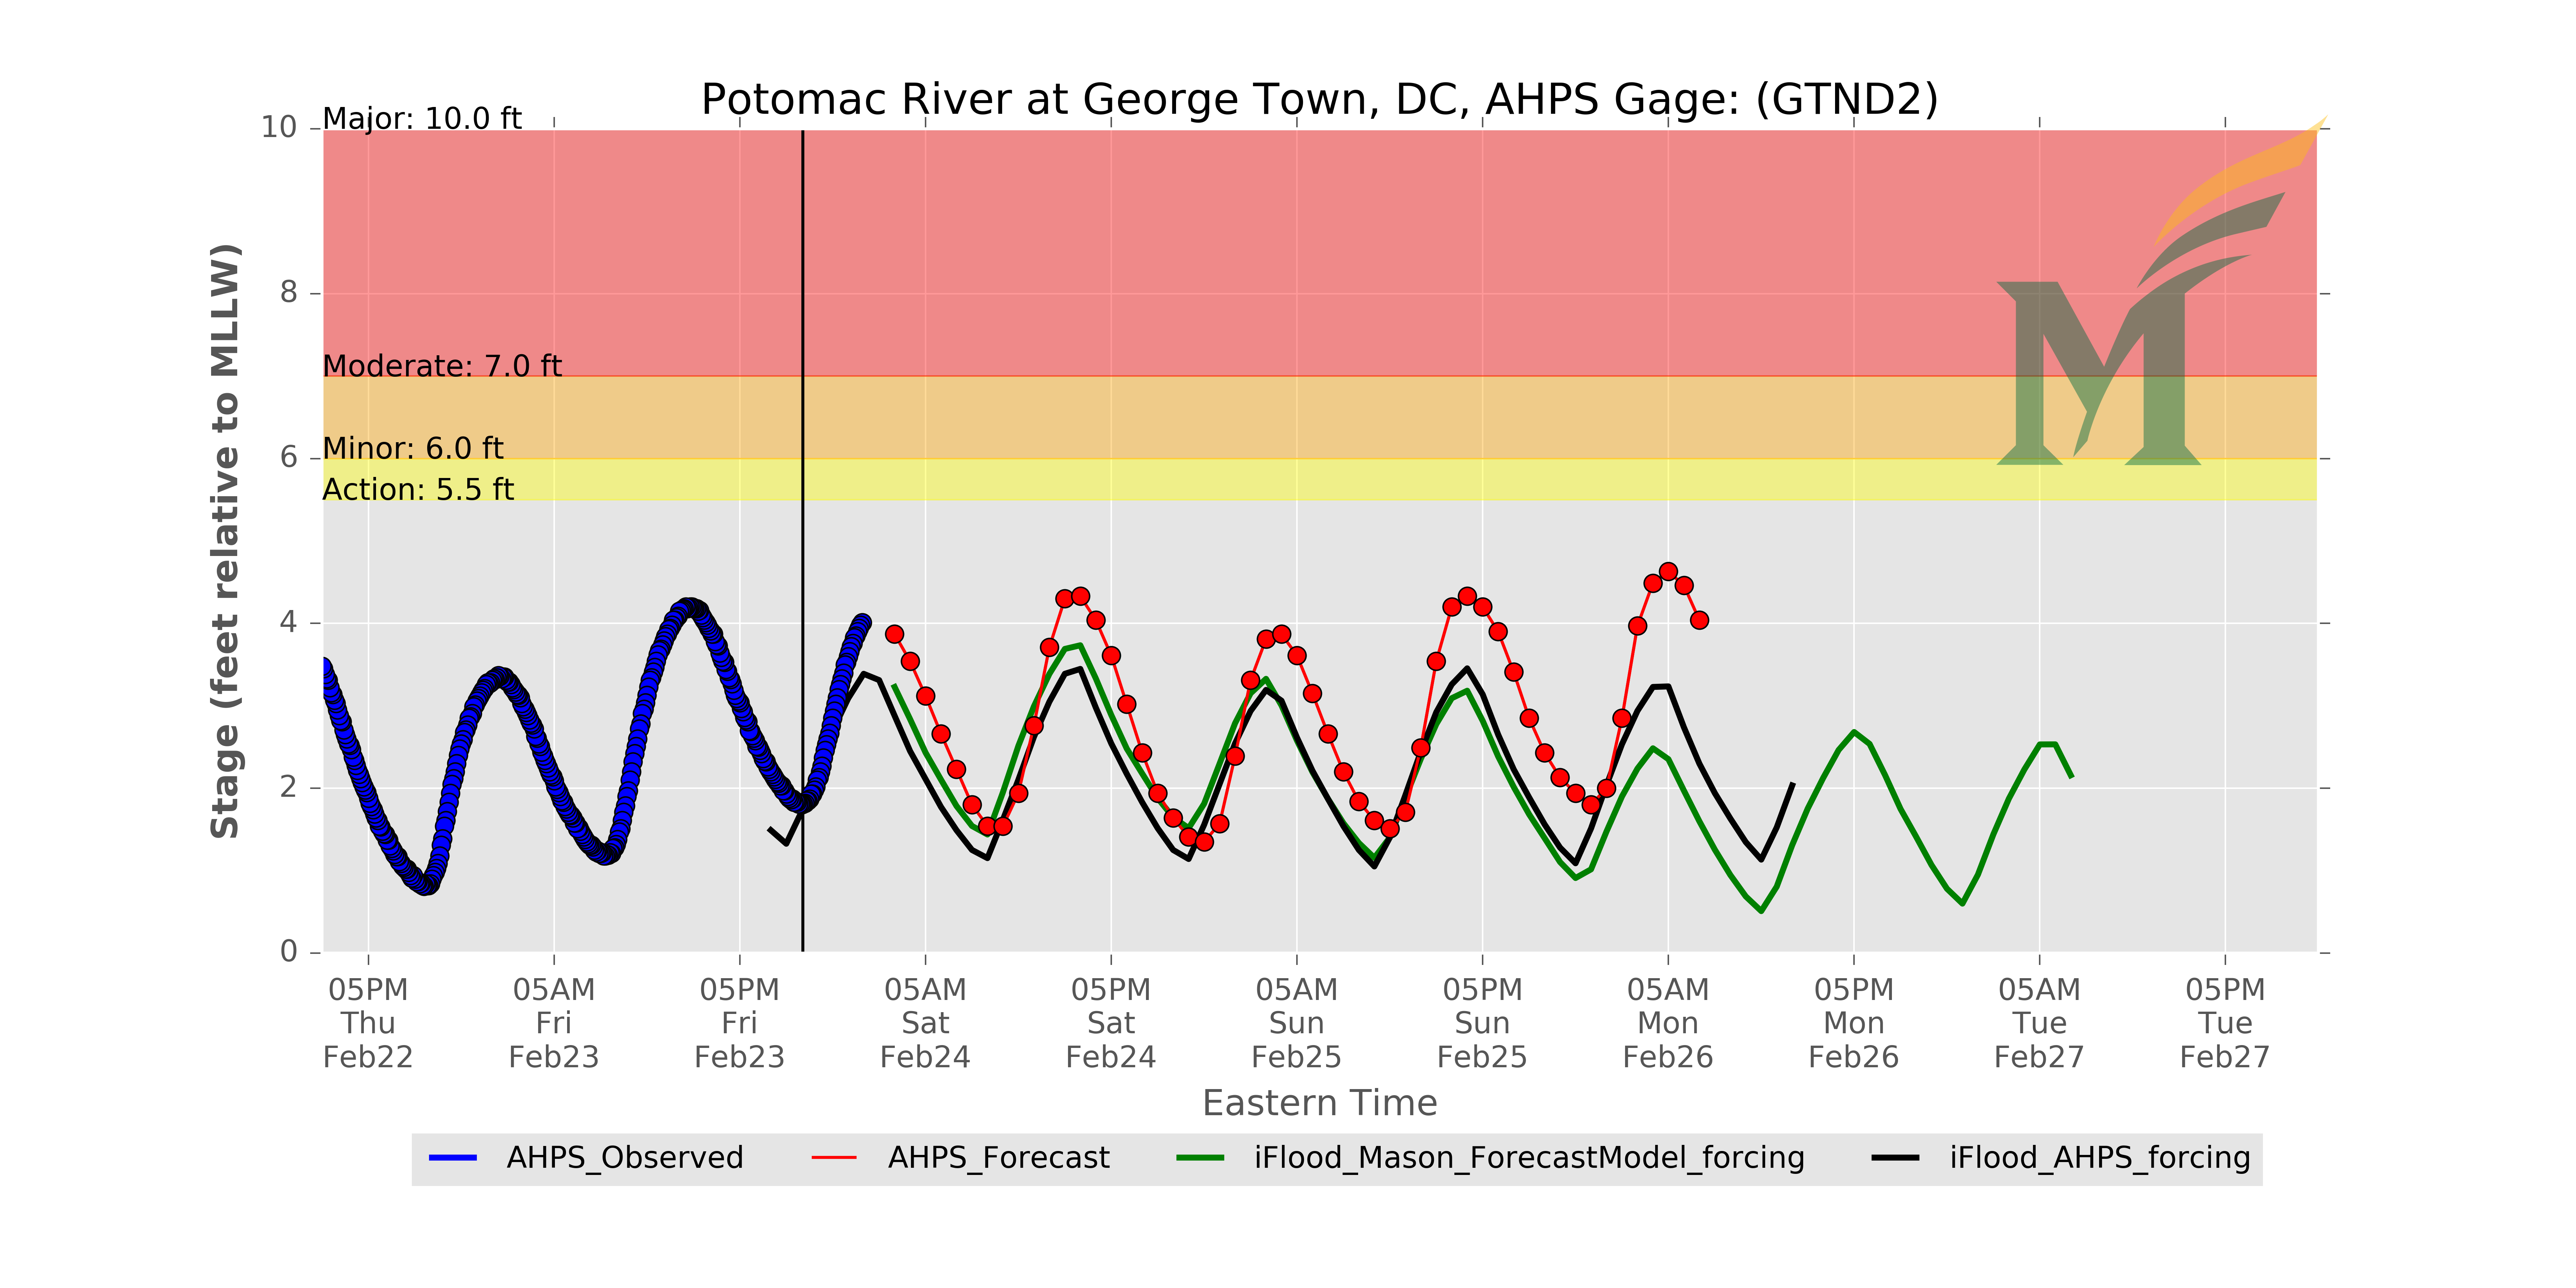 Potomac River at George Town, DC, AHPS Gage: (GTND2)
Major: 10.0 ft
Moderate: 7.0 ft
Minor: 6.0 ft
Action: 5.5 ft
10
8
6
4
2
0
Stage (feet relative to MLLW)
05PM 05AM 05PM 05AM 05PM 05AM 05PM 05AM 05PM 05AM 05PM
Thu Fri Fri Sat Sat Sun Sun Mon Mon Tue Tue
Feb22 Feb23 Feb23 Feb24 Feb24 Feb25 Feb25 Feb26 Feb26 Feb27 Feb27
Eastern Time
AHPS_Observed AHPS_Forecast iFlood_Mason_ForecastModel_forcing iFlood_AHPS_forcing
M